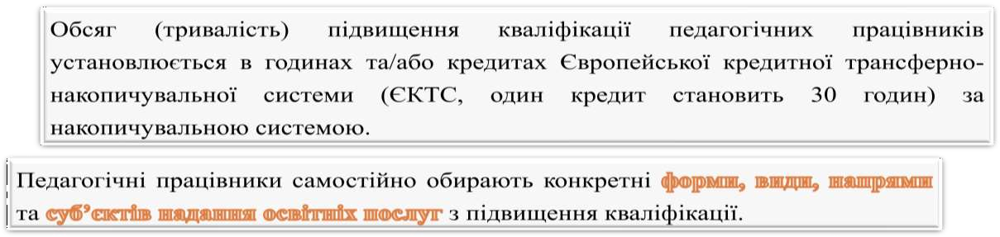 Обсяг (тривалість) підвищення кваліфікації педагогічних працівників
установлюється в годинах та/або кредитах Європейської кредитної трансферно-
накопичувальної системи (ЄКТС, один кредит становить 30 годин) за
накопичувальною системою.
Педагогічні працівники самостійно обирають конкретні форми, види, напрями
та суб’єктів надання освітніх послуг з підвищення кваліфікації.